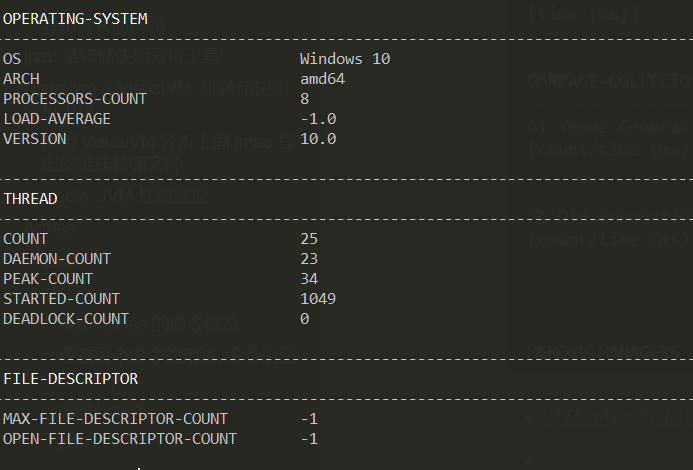 OPERATING-SYSTEM
OS Windows 10
ARCH amd64
PROCESSORS-COUNT 8
LOAD-AVERAGE -1.0
VERSION 10.0
THREAD
COUNT 25
DAEMON-COUNT 23
PEAK-COUNT 34
STARTED-COUNT 1049
DEADLOCK-COUNT 0
FILE-DESCRIPTOR
MAX-FILE-DESCRIPTOR-COUNT -1
OPEN-FILE-DESCRIPTOR-COUNT -1